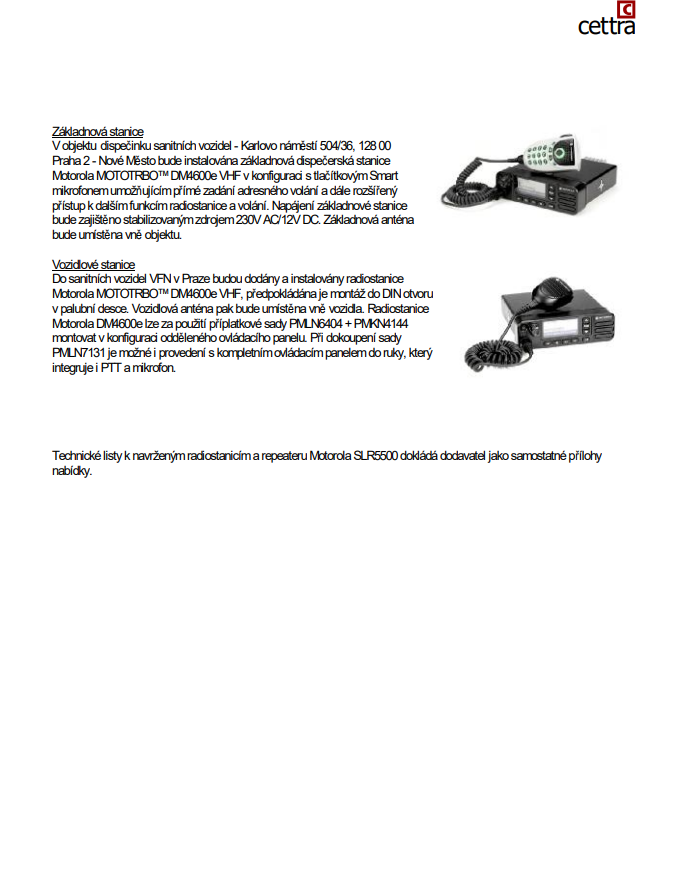 cettra
Základnová stanice
V objektu dispečinku sanitních vozidel - Karlovo náměstí 504/36, 128 00
Praha 2 - Nové Město bude instalována základnová dispečerská stanice
Motorola MOTOTRBO™ DM4600e VHF v konfiguraci s tlačítkovým Smart
mikrofonem umožňujícím přímé zadání adresného volání a dále rozšířený
přístup k dalším funkcím radiostanice a volání. Napájení základnové stanice
bude zajištěno stabilizovaným zdrojem 230V AC/12V DC. Základnová anténa
bude umístěna vně objektu.
Vozidlové stanice
Do sanitních vozidel VFN v Praze budou dodány a instalovány radiostanice
Motorola MOTOTRBO™ DM4600e VHF, předpokládána je montáž do DIN otvoru
v palubní desce. Vozidlová anténa pak bude umístěna vně vozidla. Radiostanice
Motorola DM4600e lze za použití příplatkové sady PMLN6404 + PMKN4144
montovat v konfiguraci odděleného ovládacího panelu. Při dokoupení sady
PMLN7131 je možné i provedení s kompletním ovládacím panelem do ruky, který
integruje i PTT a mikrofon.
Technické listy k navrženým radiostanicím a repeateru Motorola SLR5500 dokládá dodavatel jako samostatné přílohy
nabídky.